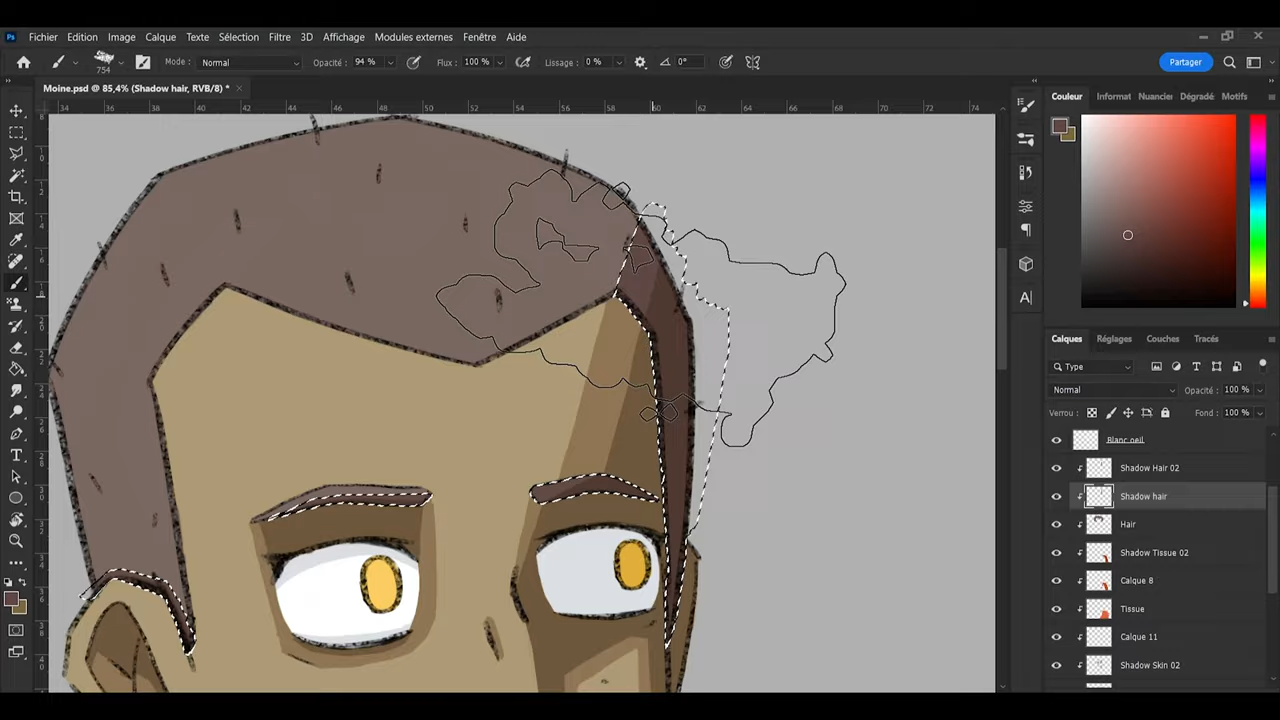 Ps Fichier Edition Image Calque Texte Sélection Filtre 3D Affichage Modules externes Fenêtre Aide
754 Mode : Normal Opacité : 94 % Flux : 100 % Lissage : 0 % 0° Partager
Moine.psd @ 85,4% (Shadow hair, RVB/8) *
Couleur Informat Nuancier Dégradé Motifs
34 36 38 40 42 44 46 48 50 52 54 56 58 60 62 64 66 68 70 72 74
Calques Réglages Couches Tracés
Type
Normal Opacité : 100 %
Verrou : Fond : 100 %
Blanc oeil
Shadow Hair 02
Shadow hair
Hair
Shadow Tissue 02
Calque 8
Tissue
Calque 11
Shadow Skin 02